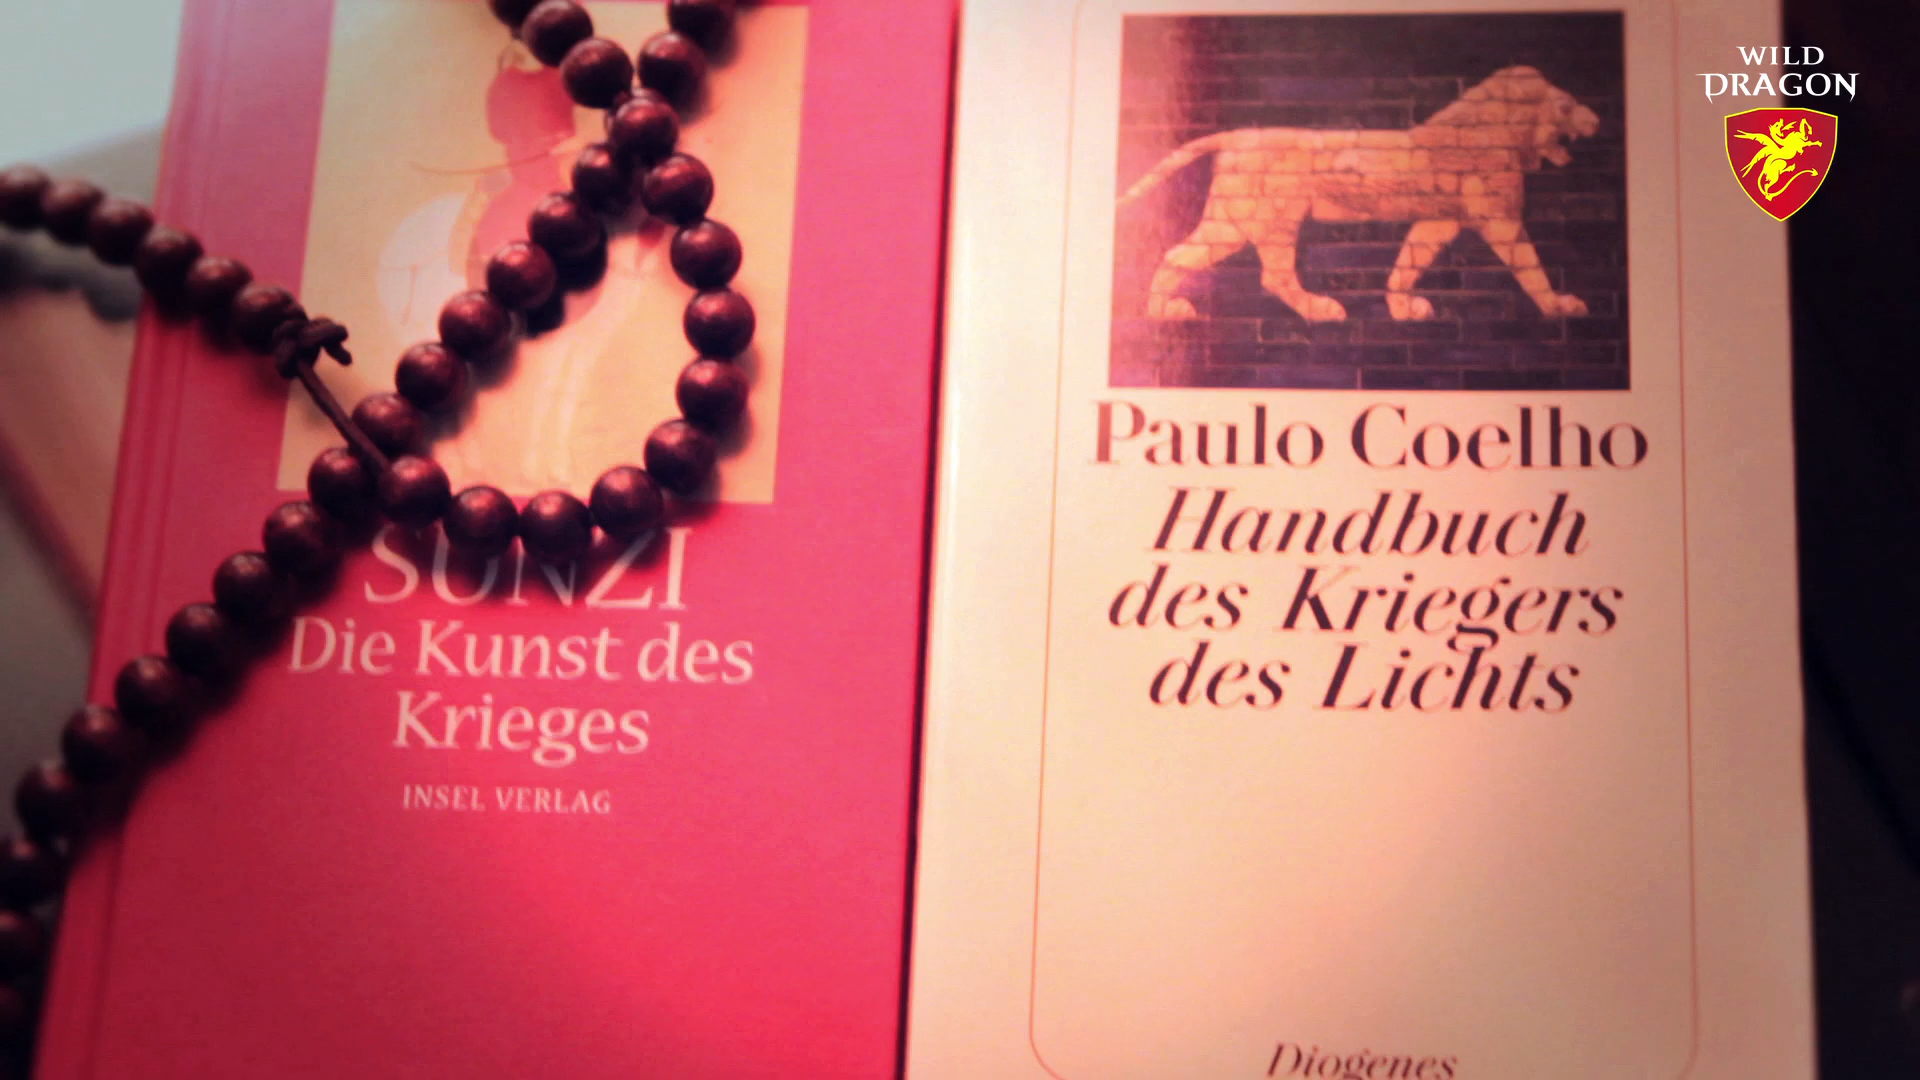 SUNZI
Die Kunst des
Krieges
INSEL VERLAG
Paulo Coelho
Handbuch
des Kriegers
des Lichts
Diogenes
WILD
DRAGON